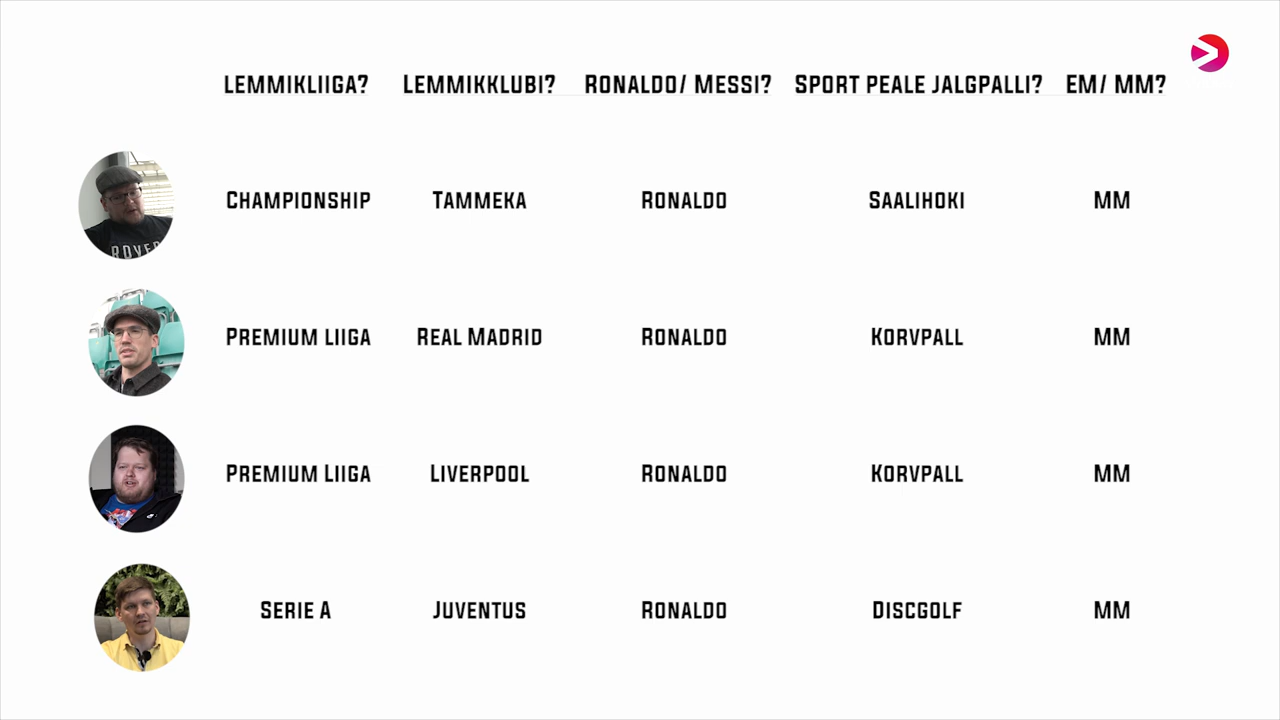 LEMMIKLIIGA? LEMMIKKLUBI? RONALDO/ MESSI? SPORT PEALE JALGPALLI? EM/ MM?
CHAMPIONSHIP TAMMEKA RONALDO SAALIHOKI MM
ROVER
PREMIUM LIIGA REAL MADRID RONALDO KORVPALL MM
PREMIUM LIIGA LIVERPOOL RONALDO KORVPALL MM
SERIE A JUVENTUS RONALDO DISCGOLF MM